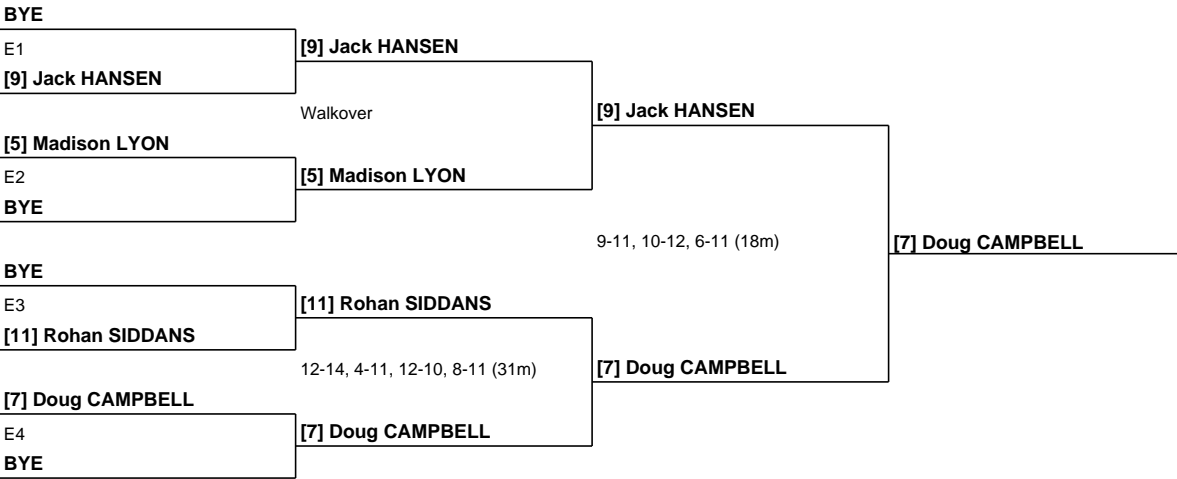 BYE
E1
[9] Jack HANSEN
[9] Jack HANSEN
Walkover
[9] Jack HANSEN
[5] Madison LYON
E2
[5] Madison LYON
BYE
9-11, 10-12, 6-11 (18m)
[7] Doug CAMPBELL
BYE
E3
[11] Rohan SIDDANS
[11] Rohan SIDDANS
12-14, 4-11, 12-10, 8-11 (31m)
[7] Doug CAMPBELL
[7] Doug CAMPBELL
E4
[7] Doug CAMPBELL
BYE